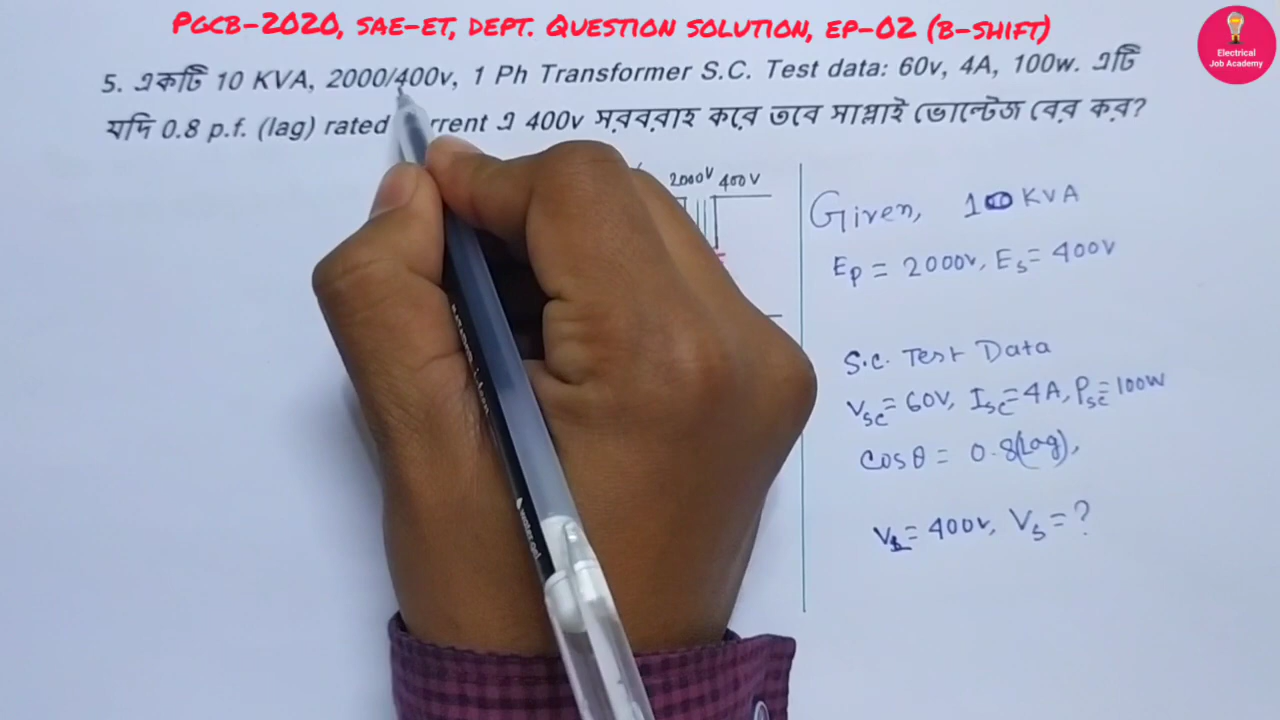 PGCB-2020, SAE-ET, DEPT. QUESTION SOLUTION, EP-02 (B-SHIFT)
Electrical
Job Academy
5. একটি 10 KVA, 2000/400v, 1 Ph Transformer S.C. Test data: 60v, 4A, 100w. এটি
যদি 0.8 p.f. (lag) rated এ 400v সরবরাহ করে তবে সাপ্লাই ভোল্টেজ বের কর?
2000V 400V
Given, 10 KVA
Ep = 2000v, Es = 400v
S.C. Test Data
Vsc = 60V, Isc = 4A, Psc = 100W
Cosθ = 0.8(Lag),
= 400v, Vs = ?